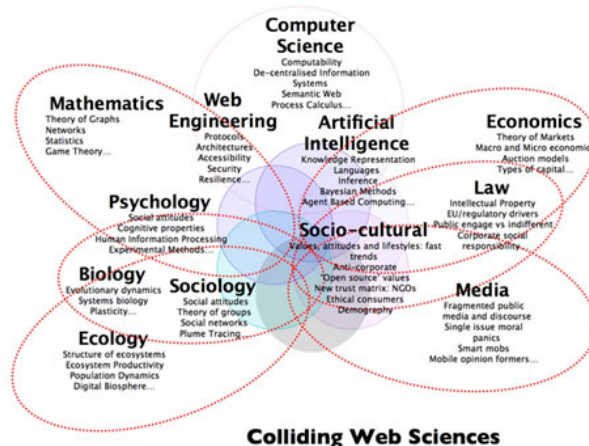 Computer
Science
Computability
De-centralised Information
Systems
Semantic Web
Process Calculus...
Mathematics
Theory of Graphs
Networks
Statistics
Game Theory...
Web
Engineering
Protocols
Architectures
Accessibility
Security
Resilience...
Artificial
Intelligence
Knowledge Representation
Languages
Inference
Bayesian Methods
Agent Based Computing...
Economics
Theory of Markets
Macro and Micro economic
Auction models
Types of capital...
Law
Intellectual Property
EU/regulatory drivers
Public engage vs indifferent
Corporate social
responsibility...
Psychology
Social attitudes
Cognitive properties
Human Information Processing
Experimental Methods...
Socio-cultural
Values, attitudes and lifestyles: fast
trends
Anti-corporate
'Open source' values
New trust matrix: NGOs
Ethical consumers
Demography
Biology
Evolutionary dynamics
Systems biology
Plasticity...
Sociology
Social attitudes
Theory of groups
Social networks
Plume Tracing...
Media
Fragmented public
media and discourse
Single issue moral
panics
Smart mobs
Mobile opinion formers...
Ecology
Structure of ecosystems
Ecosystem Productivity
Population Dynamics
Digital Biosphere...
Colliding Web Sciences